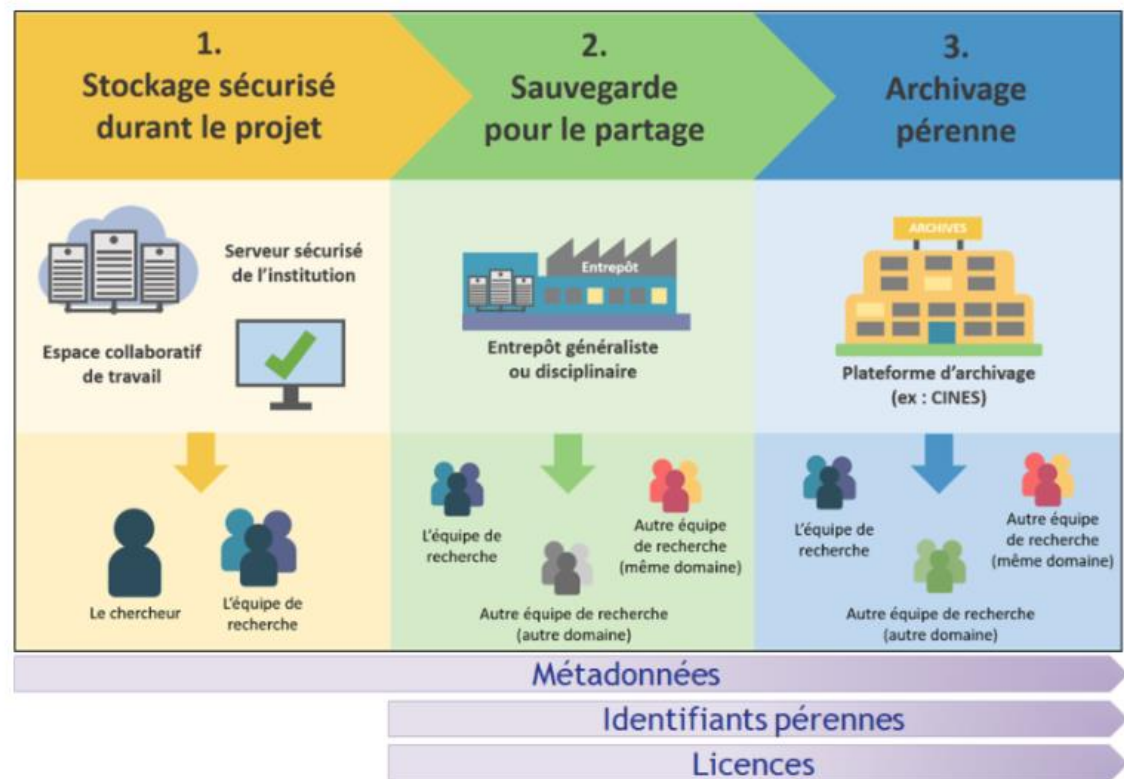 1.
Stockage sécurisé
durant le projet
2.
Sauvegarde
pour le partage
3.
Archivage
pérenne
Serveur sécurisé
de l'institution
Espace collaboratif
de travail
Entrepôt
Entrepôt généraliste
ou disciplinaire
ARCHIVES
Plateforme d'archivage
(ex : CINES)
Le chercheur
L'équipe de
recherche
L'équipe de
recherche
Autre équipe
de recherche
(même domaine)
Autre équipe de recherche
(autre domaine)
L'équipe de
recherche
Autre équipe
de recherche
(même domaine)
Autre équipe de recherche
(autre domaine)
Métadonnées
Identifiants pérennes
Licences